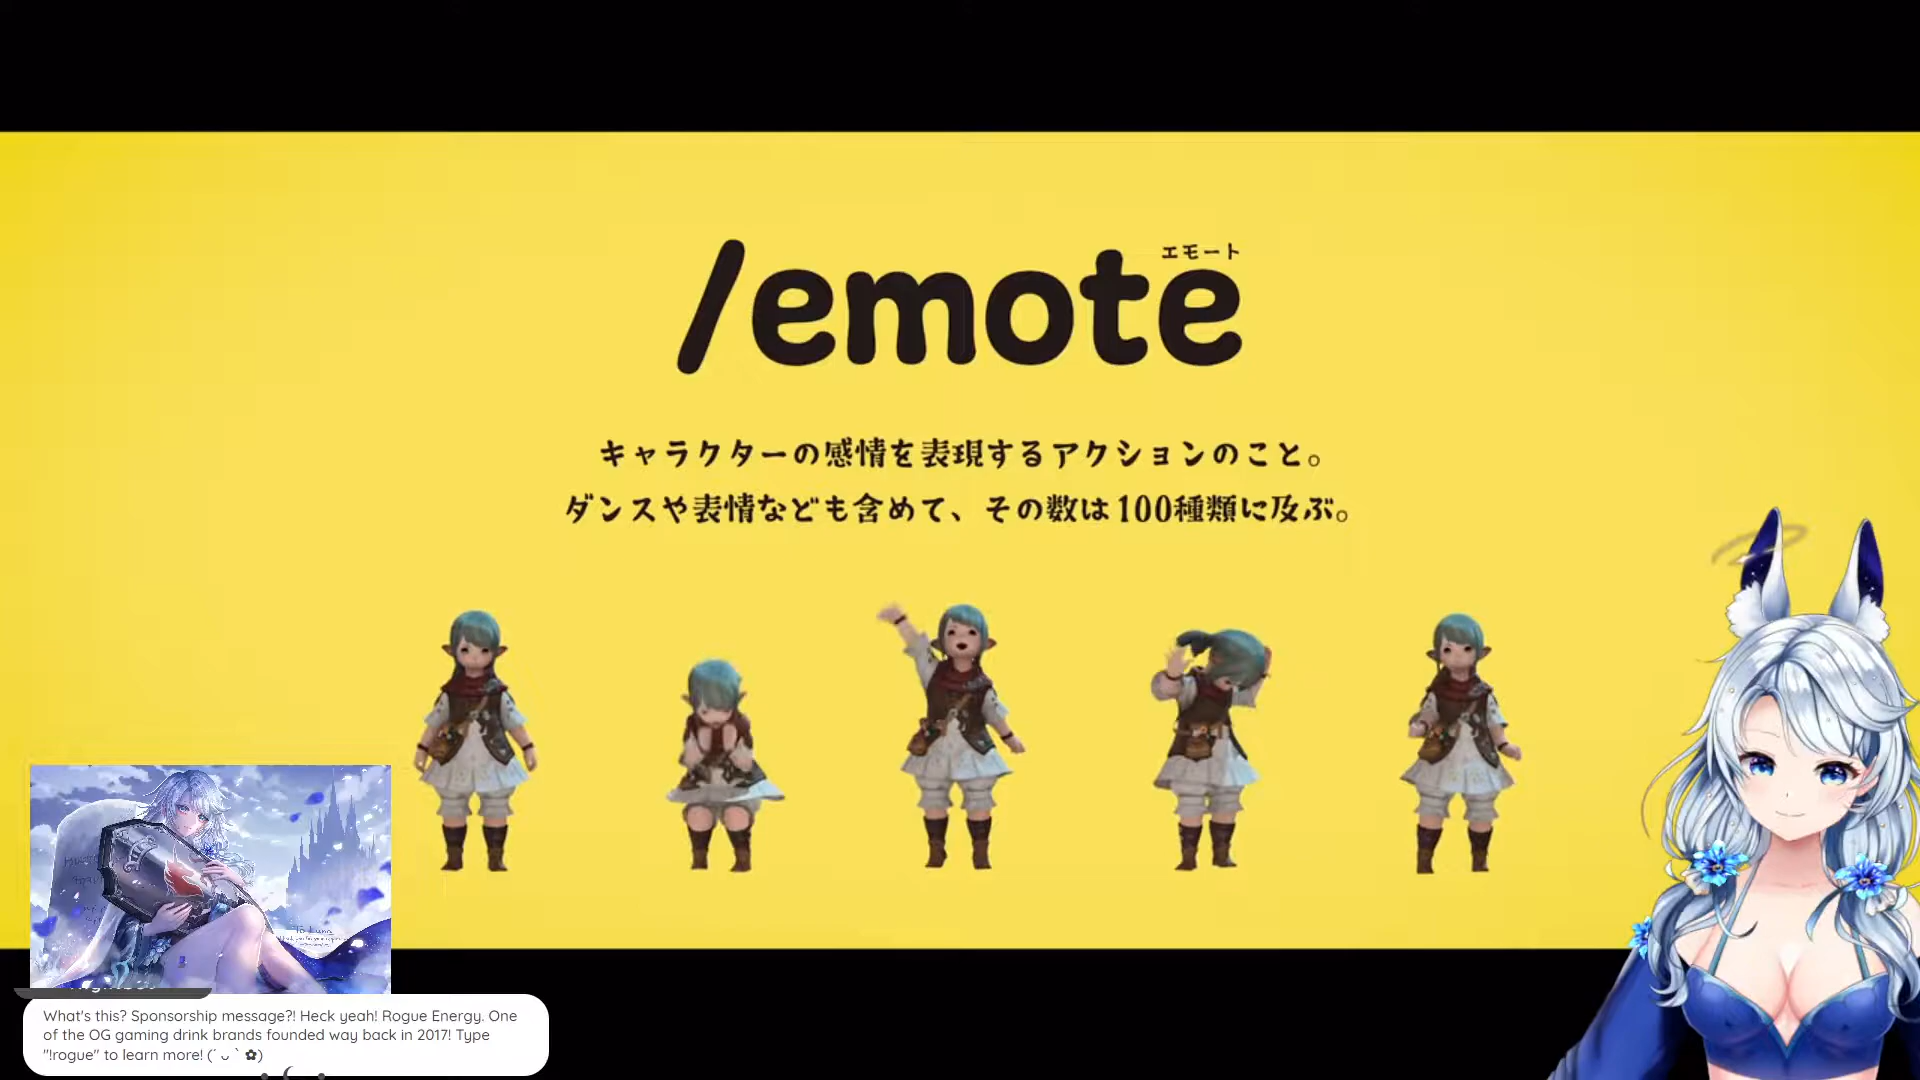 エモート
/emote
キャラクターの感情を表現するアクションのこと。
ダンスや表情なども含めて、その数は100種類に及ぶ。
What's this? Sponsorship message?! Heck yeah! Rogue Energy. One
of the OG gaming drink brands founded way back in 2017! Type
"!rogue" to learn more! (´ ᴗ ` ✿)